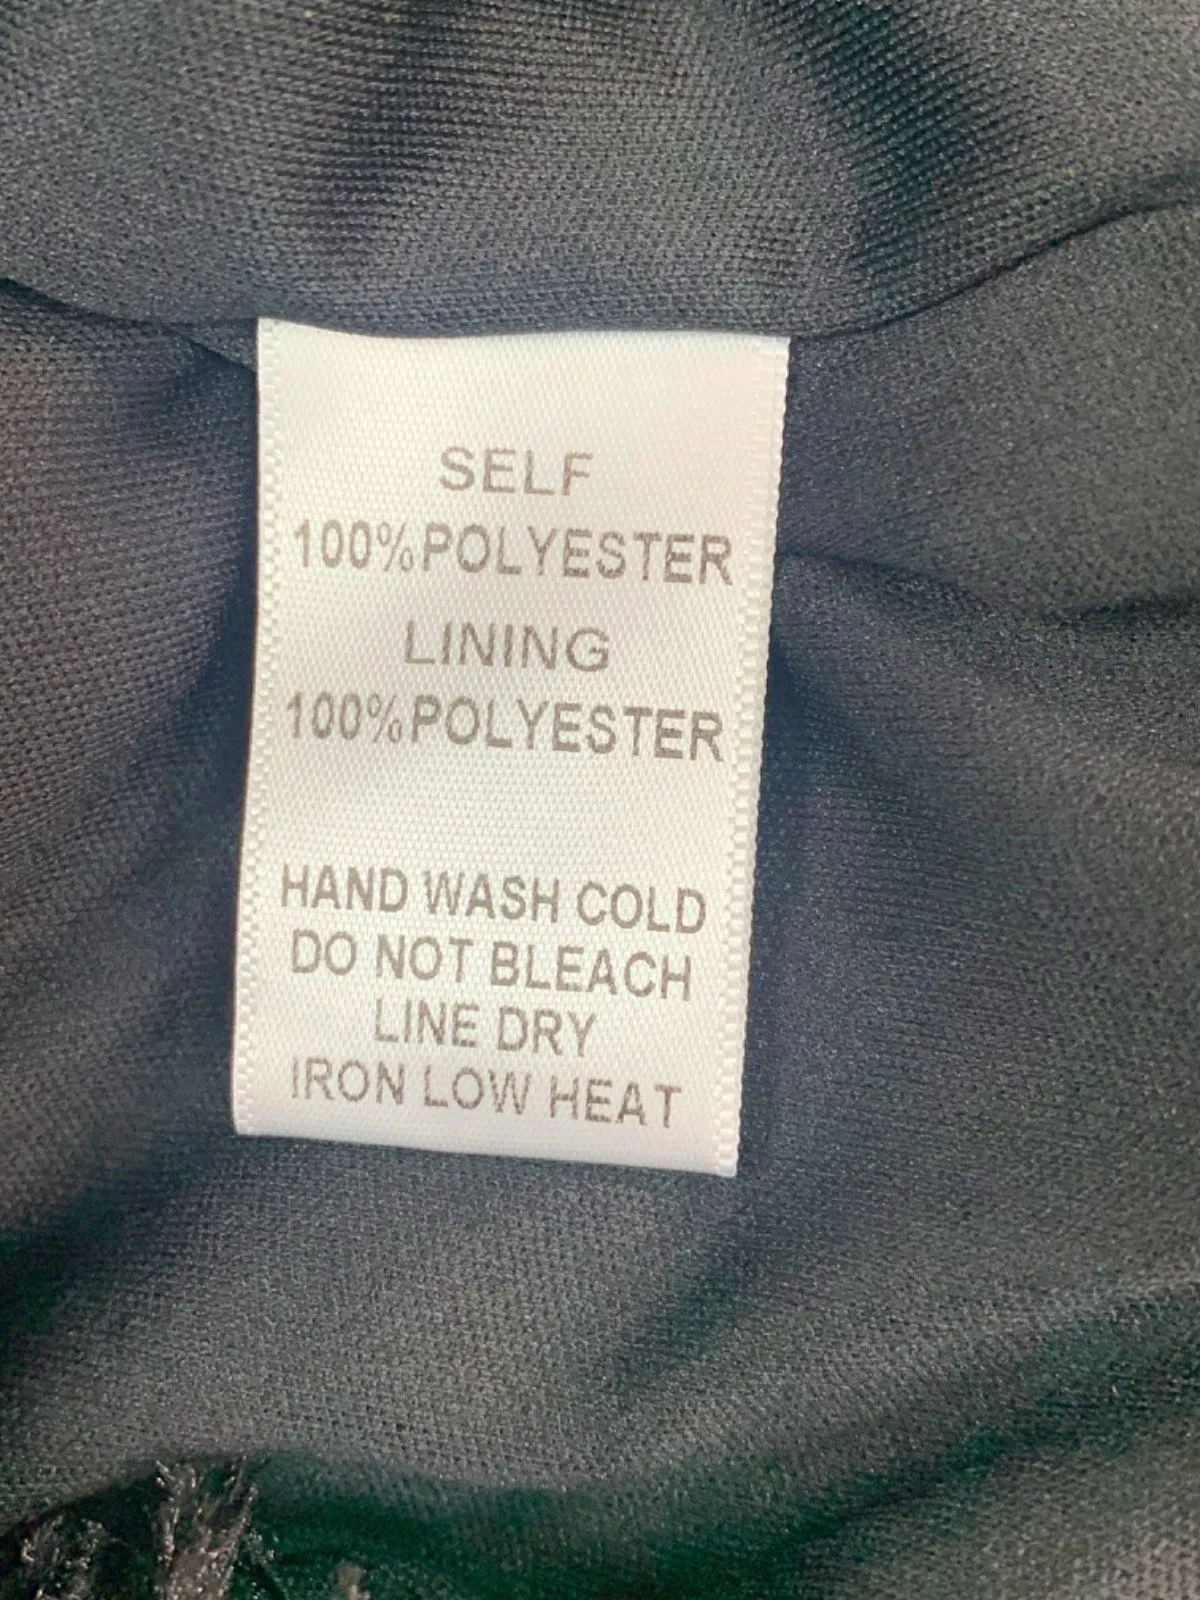 SELF
100%POLYESTER
LINING
100%POLYESTER
HAND WASH COLD
DO NOT BLEACH
LINE DRY
IRON LOW HEAT